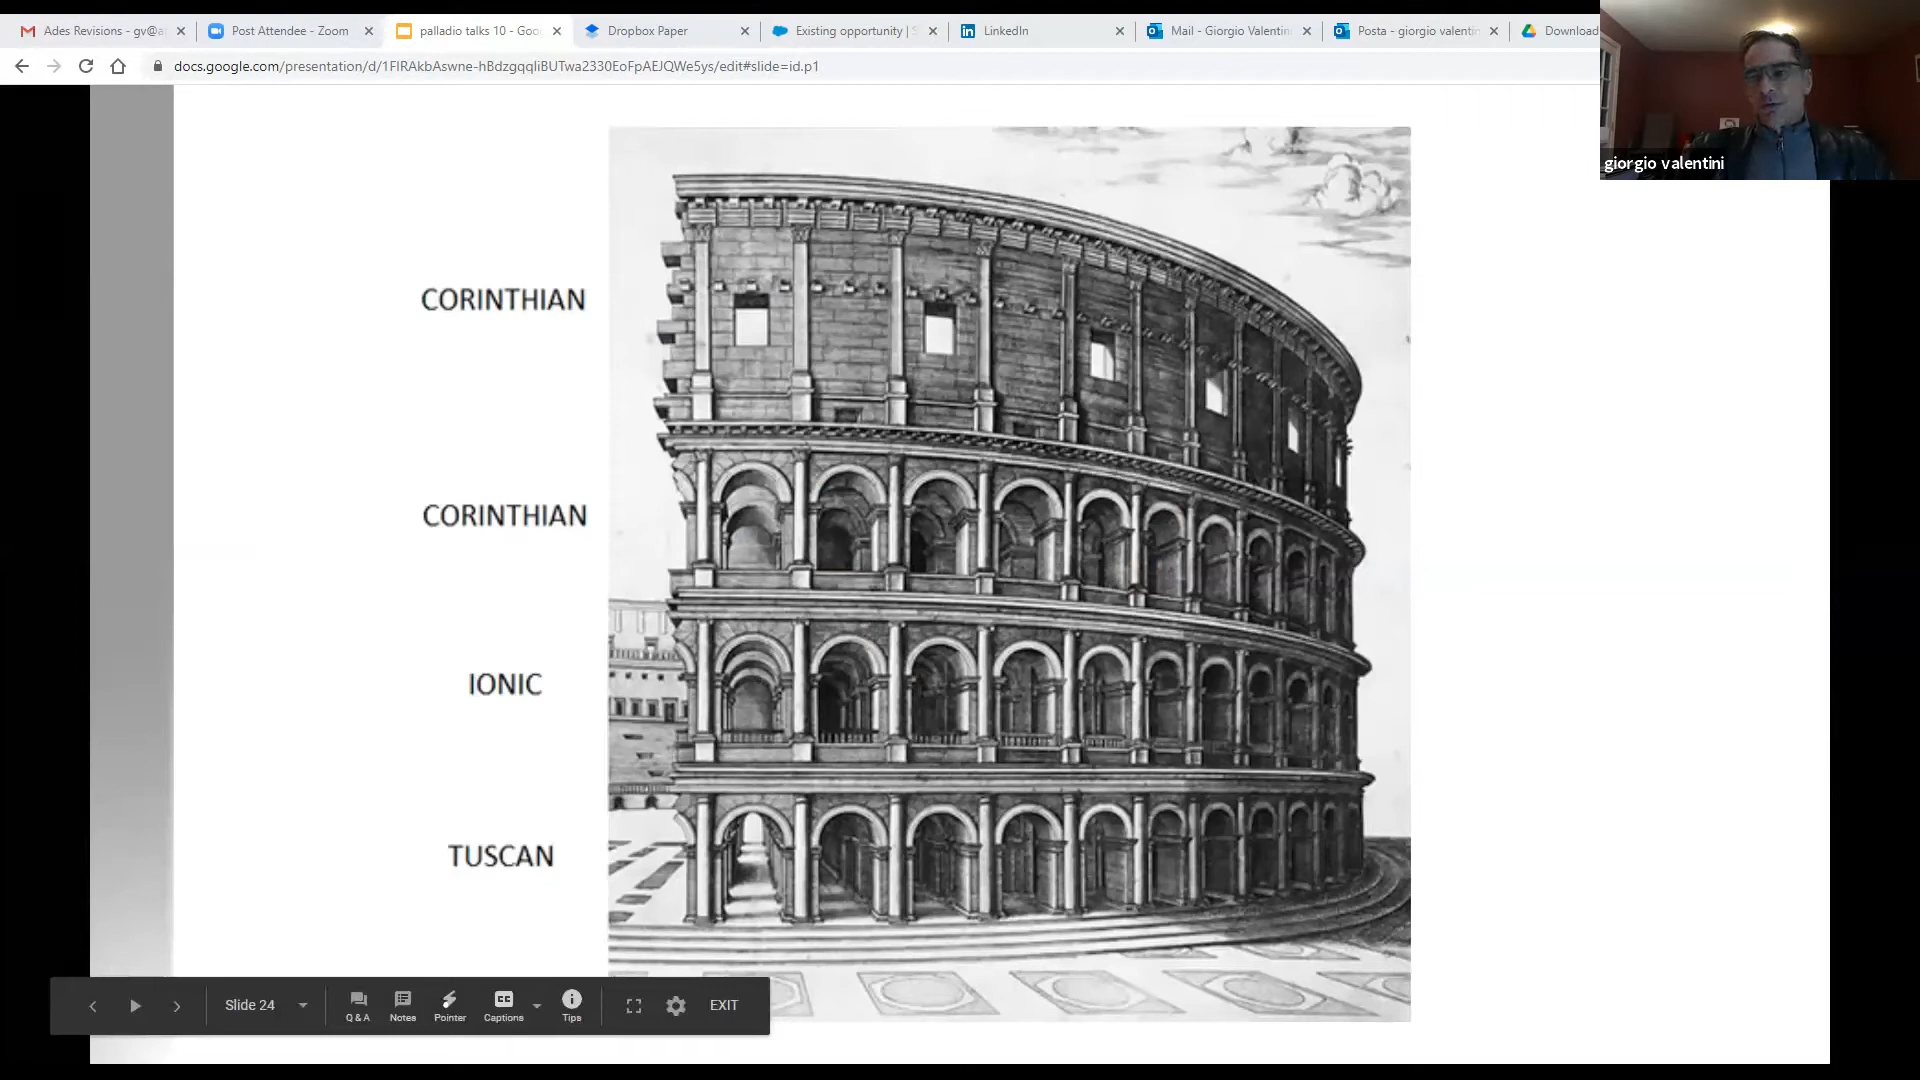 Ades Revisions - gv@a
Post Attendee - Zoom
palladio talks 10 - Goo
Dropbox Paper
Existing opportunity | S
LinkedIn
Mail - Giorgio Valentin
Posta - giorgio valentin
Download
docs.google.com/presentation/d/1FIRAkbAswne-hBdzgqqIiBUTwa2330EoFpAEJQWe5ys/edit#slide=id.p1
giorgio valentini
CORINTHIAN
CORINTHIAN
IONIC
TUSCAN
Slide 24
Q & A
Notes
Pointer
CC
Captions
Tips
EXIT